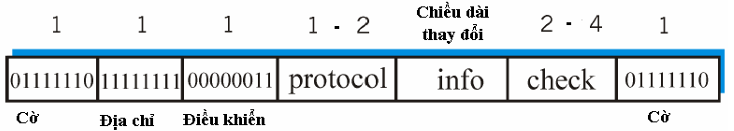 1 1 1 1 - 2 Chiều dài thay đổi 2 - 4 1
01111110 11111111 00000011 protocol info check 01111110
Cờ Địa chỉ Điều khiển Cờ